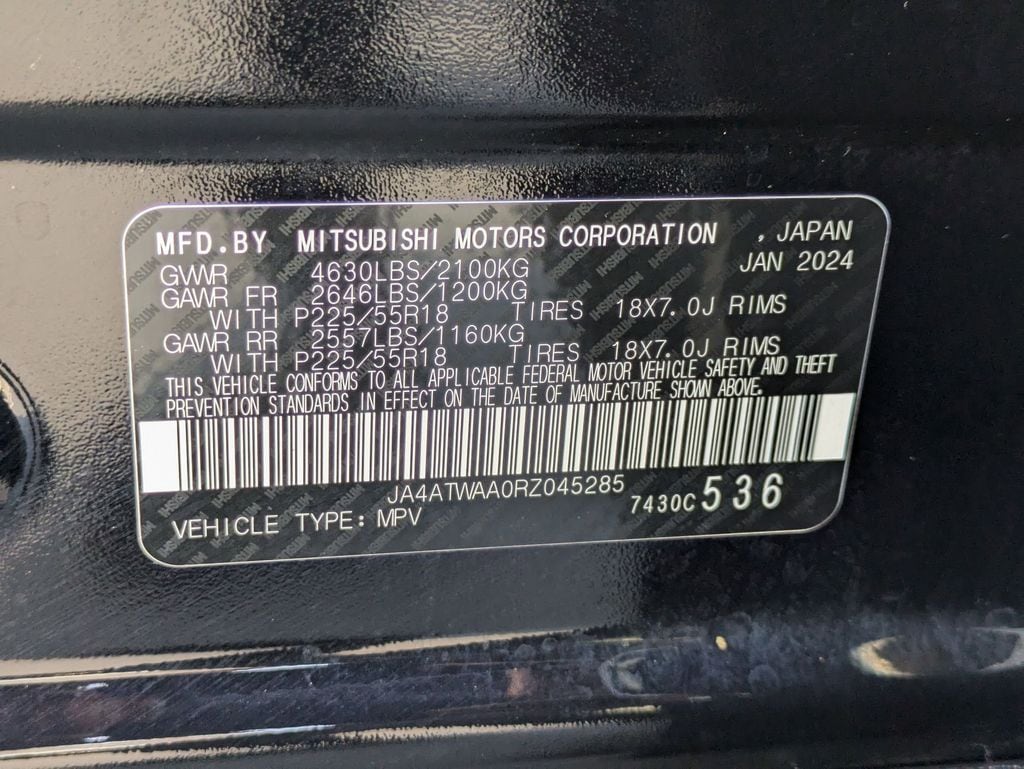 MFD.BY MITSUBISHI MOTORS CORPORATION , JAPAN
GVWR 4630LBS/2100KG JAN 2024
GAWR FR 2646LBS/1200KG
WITH P225/55R18 TIRES 18X7.0J RIMS
GAWR RR 2557LBS/1160KG
WITH P225/55R18 TIRES 18X7.0J RIMS
THIS VEHICLE CONFORMS TO ALL APPLICABLE FEDERAL MOTOR VEHICLE SAFETY AND THEFT
PREVENTION STANDARDS IN EFFECT ON THE DATE OF MANUFACTURE SHOWN ABOVE.
JA4ATWAA0RZ045285
7430C 536
VEHICLE TYPE: MPV